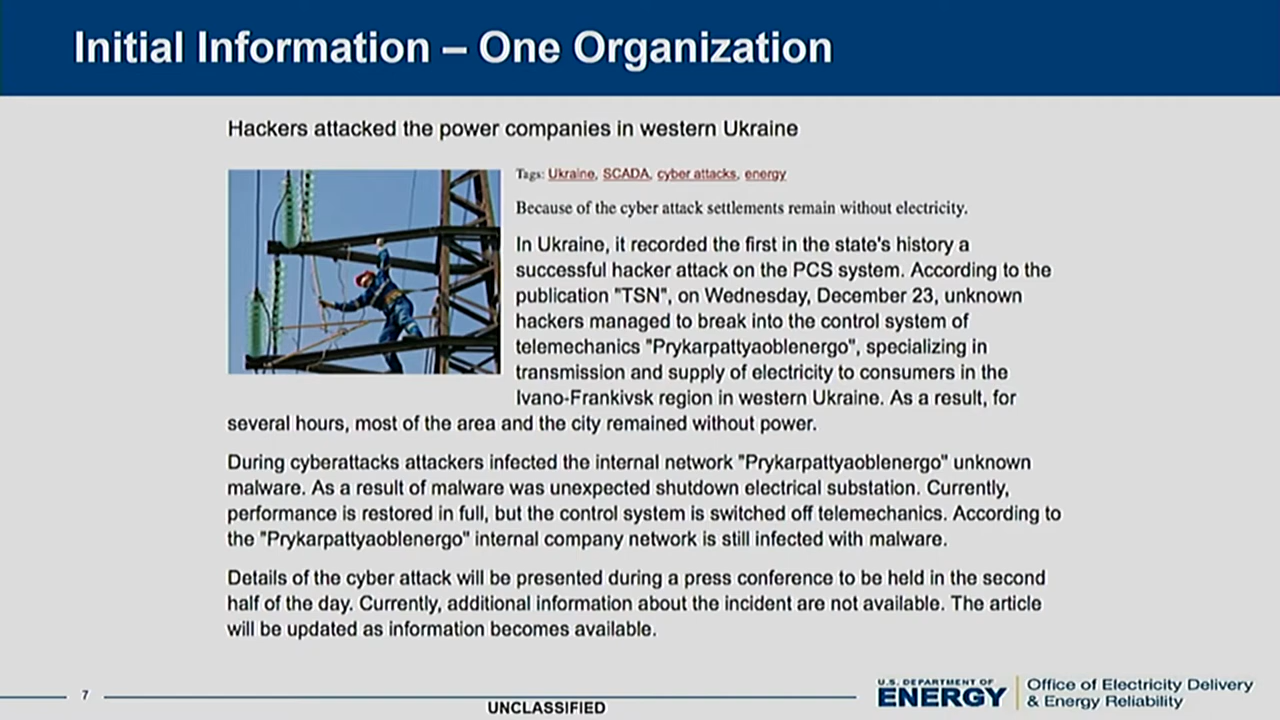 Initial Information – One Organization
Hackers attacked the power companies in western Ukraine
Tags: Ukraine, SCADA, cyber attacks, energy
Because of the cyber attack settlements remain without electricity.
In Ukraine, it recorded the first in the state's history a
successful hacker attack on the PCS system. According to the
publication "TSN", on Wednesday, December 23, unknown
hackers managed to break into the control system of
telemechanics "Prykarpattyaoblenergo", specializing in
transmission and supply of electricity to consumers in the
Ivano-Frankivsk region in western Ukraine. As a result, for
several hours, most of the area and the city remained without power.
During cyberattacks attackers infected the internal network "Prykarpattyaoblenergo" unknown
malware. As a result of malware was unexpected shutdown electrical substation. Currently,
performance is restored in full, but the control system is switched off telemechanics. According to
the "Prykarpattyaoblenergo" internal company network is still infected with malware.
Details of the cyber attack will be presented during a press conference to be held in the second
half of the day. Currently, additional information about the incident are not available. The article
will be updated as information becomes available.
7
UNCLASSIFIED
U.S. DEPARTMENT OF
ENERGY
Office of Electricity Delivery
& Energy Reliability